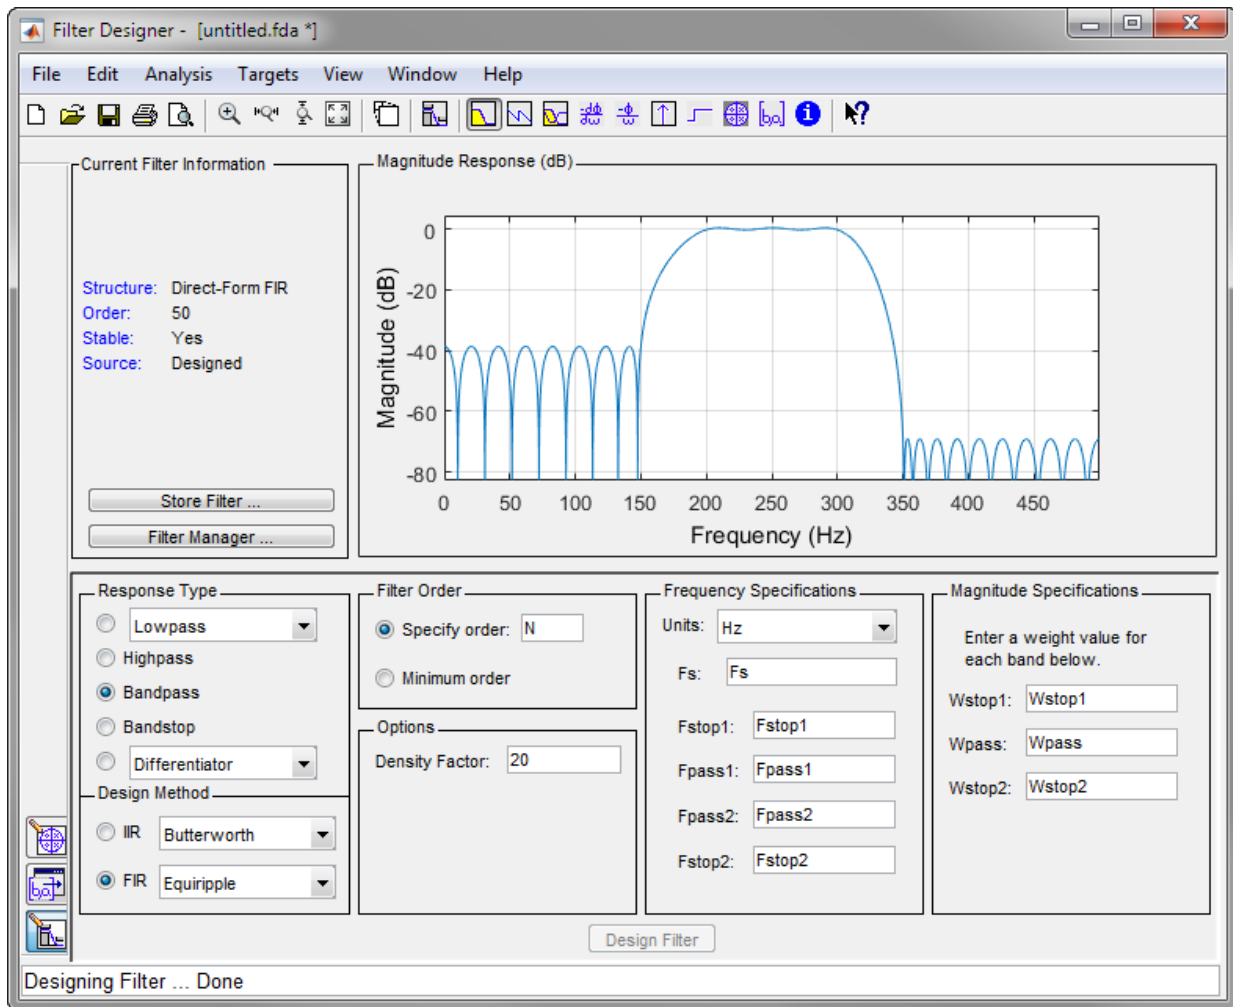 Filter Designer - [untitled.fda *]
File Edit Analysis Targets View Window Help
Current Filter Information
Structure: Direct-Form FIR
Order: 50
Stable: Yes
Source: Designed
Store Filter ...
Filter Manager ...
Magnitude Response (dB)
Magnitude (dB)
0
-20
-40
-60
-80
0 50 100 150 200 250 300 350 400 450
Frequency (Hz)
Response Type
Lowpass
Highpass
Bandpass
Bandstop
Differentiator
Design Method
IIR Butterworth
FIR Equiripple
Filter Order
Specify order: N
Minimum order
Options
Density Factor: 20
Frequency Specifications
Units: Hz
Fs: Fs
Fstop1: Fstop1
Fpass1: Fpass1
Fpass2: Fpass2
Fstop2: Fstop2
Magnitude Specifications
Enter a weight value for
each band below.
Wstop1: Wstop1
Wpass: Wpass
Wstop2: Wstop2
Design Filter
Designing Filter ... Done